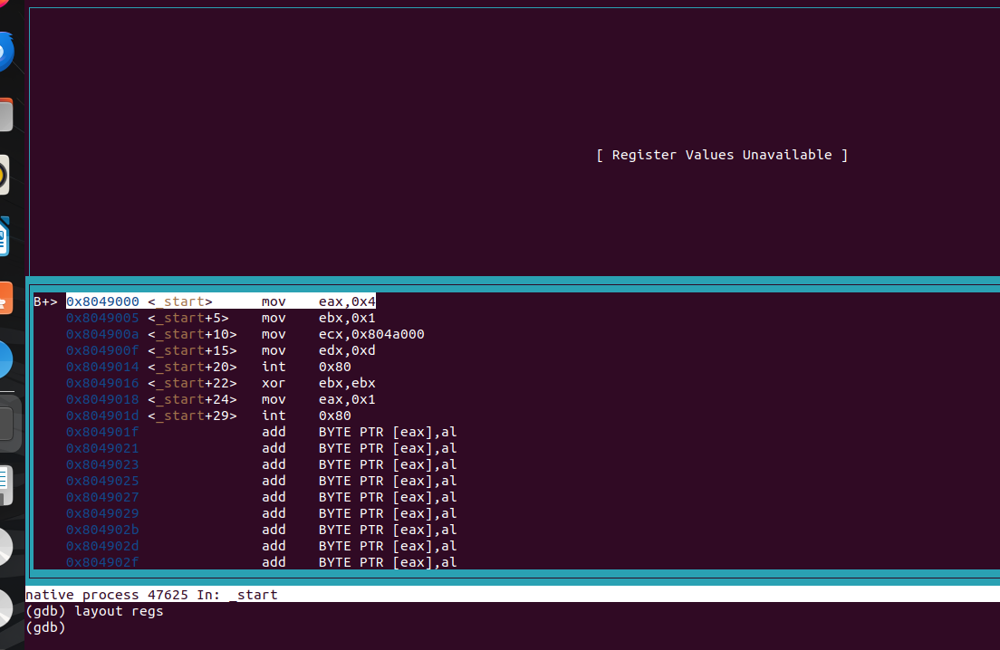 [ Register Values Unavailable ]
B+> 0x8049000 <_start> mov eax,0x4
0x8049005 <_start+5> mov ebx,0x1
0x804900a <_start+10> mov ecx,0x804a000
0x804900f <_start+15> mov edx,0xd
0x8049014 <_start+20> int 0x80
0x8049016 <_start+22> xor ebx,ebx
0x8049018 <_start+24> mov eax,0x1
0x804901d <_start+29> int 0x80
0x804901f add BYTE PTR [eax],al
0x8049021 add BYTE PTR [eax],al
0x8049023 add BYTE PTR [eax],al
0x8049025 add BYTE PTR [eax],al
0x8049027 add BYTE PTR [eax],al
0x8049029 add BYTE PTR [eax],al
0x804902b add BYTE PTR [eax],al
0x804902d add BYTE PTR [eax],al
0x804902f add BYTE PTR [eax],al
native process 47625 In: _start
(gdb) layout regs
(gdb)